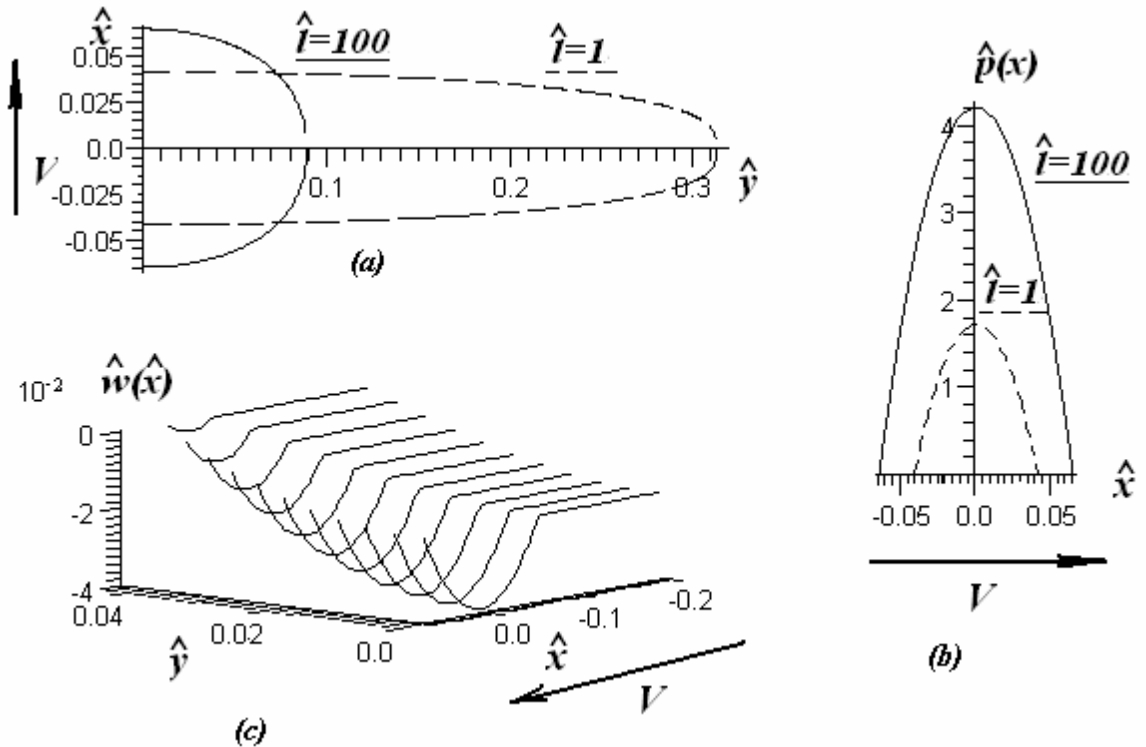 x̂
l̂=100
l̂=1
0.05
0.025
0.0
-0.025
-0.05
0.1
0.2
0.3
ŷ
V
(a)
p̂(x)
4
3
2
1
l̂=100
l̂=1
-0.05
0.0
0.05
x̂
V
(b)
10⁻²
ŵ(x̂)
0
-2
-4
0.04
0.02
0.0
ŷ
0.0
-0.1
-0.2
x̂
V
(c)